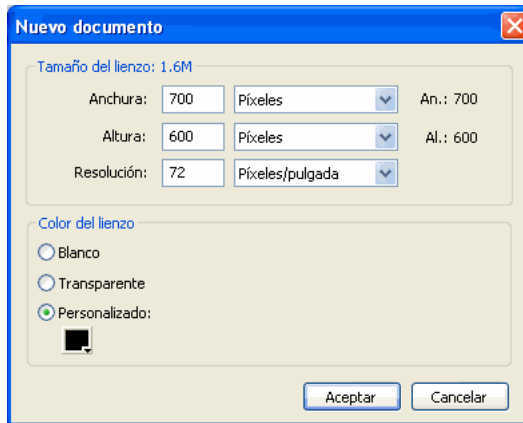 Nuevo documento
Tamaño del lienzo: 1.6M
Anchura: 700 Píxeles An.: 700
Altura: 600 Píxeles Al.: 600
Resolución: 72 Píxeles/pulgada
Color del lienzo
Blanco
Transparente
Personalizado:
Aceptar Cancelar